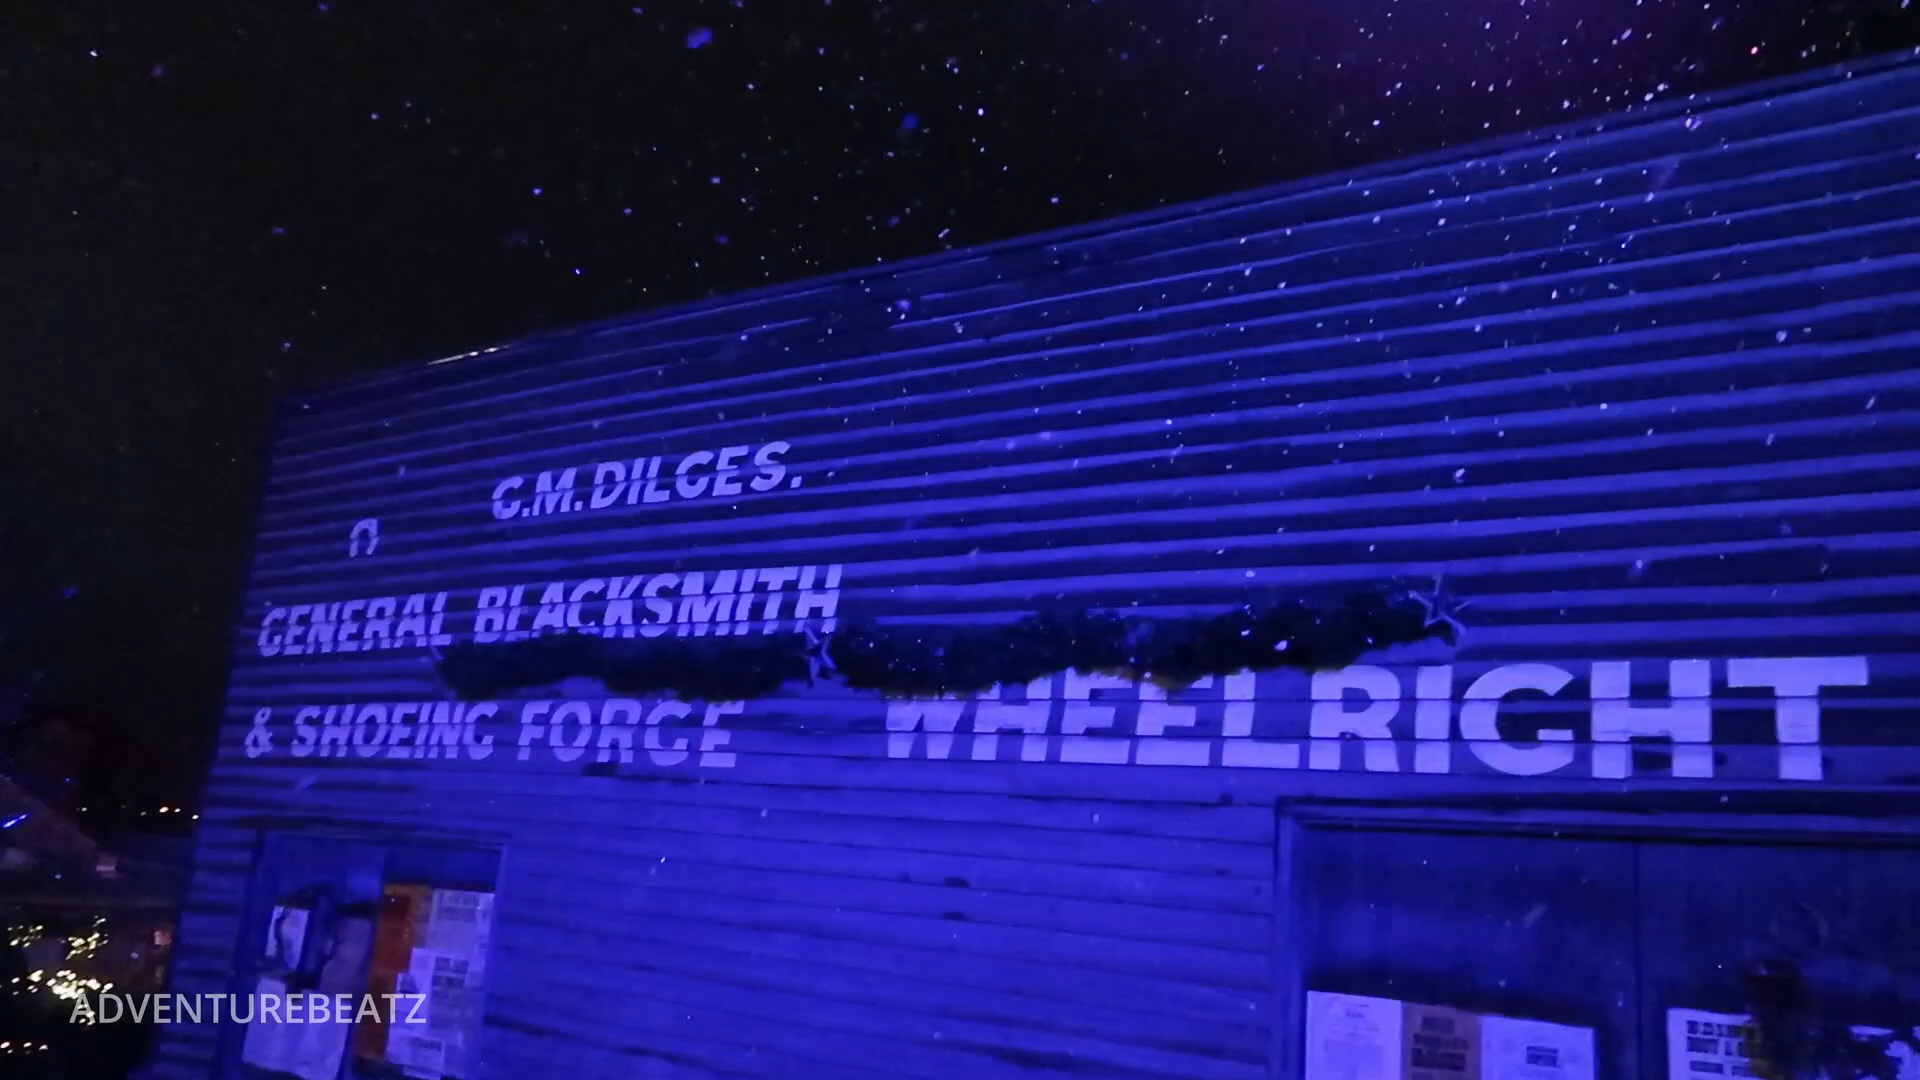 C.M. DILGES.
GENERAL BLACKSMITH
& SHOEING FORGE
WHEELRIGHT
ADVENTUREBEATZ